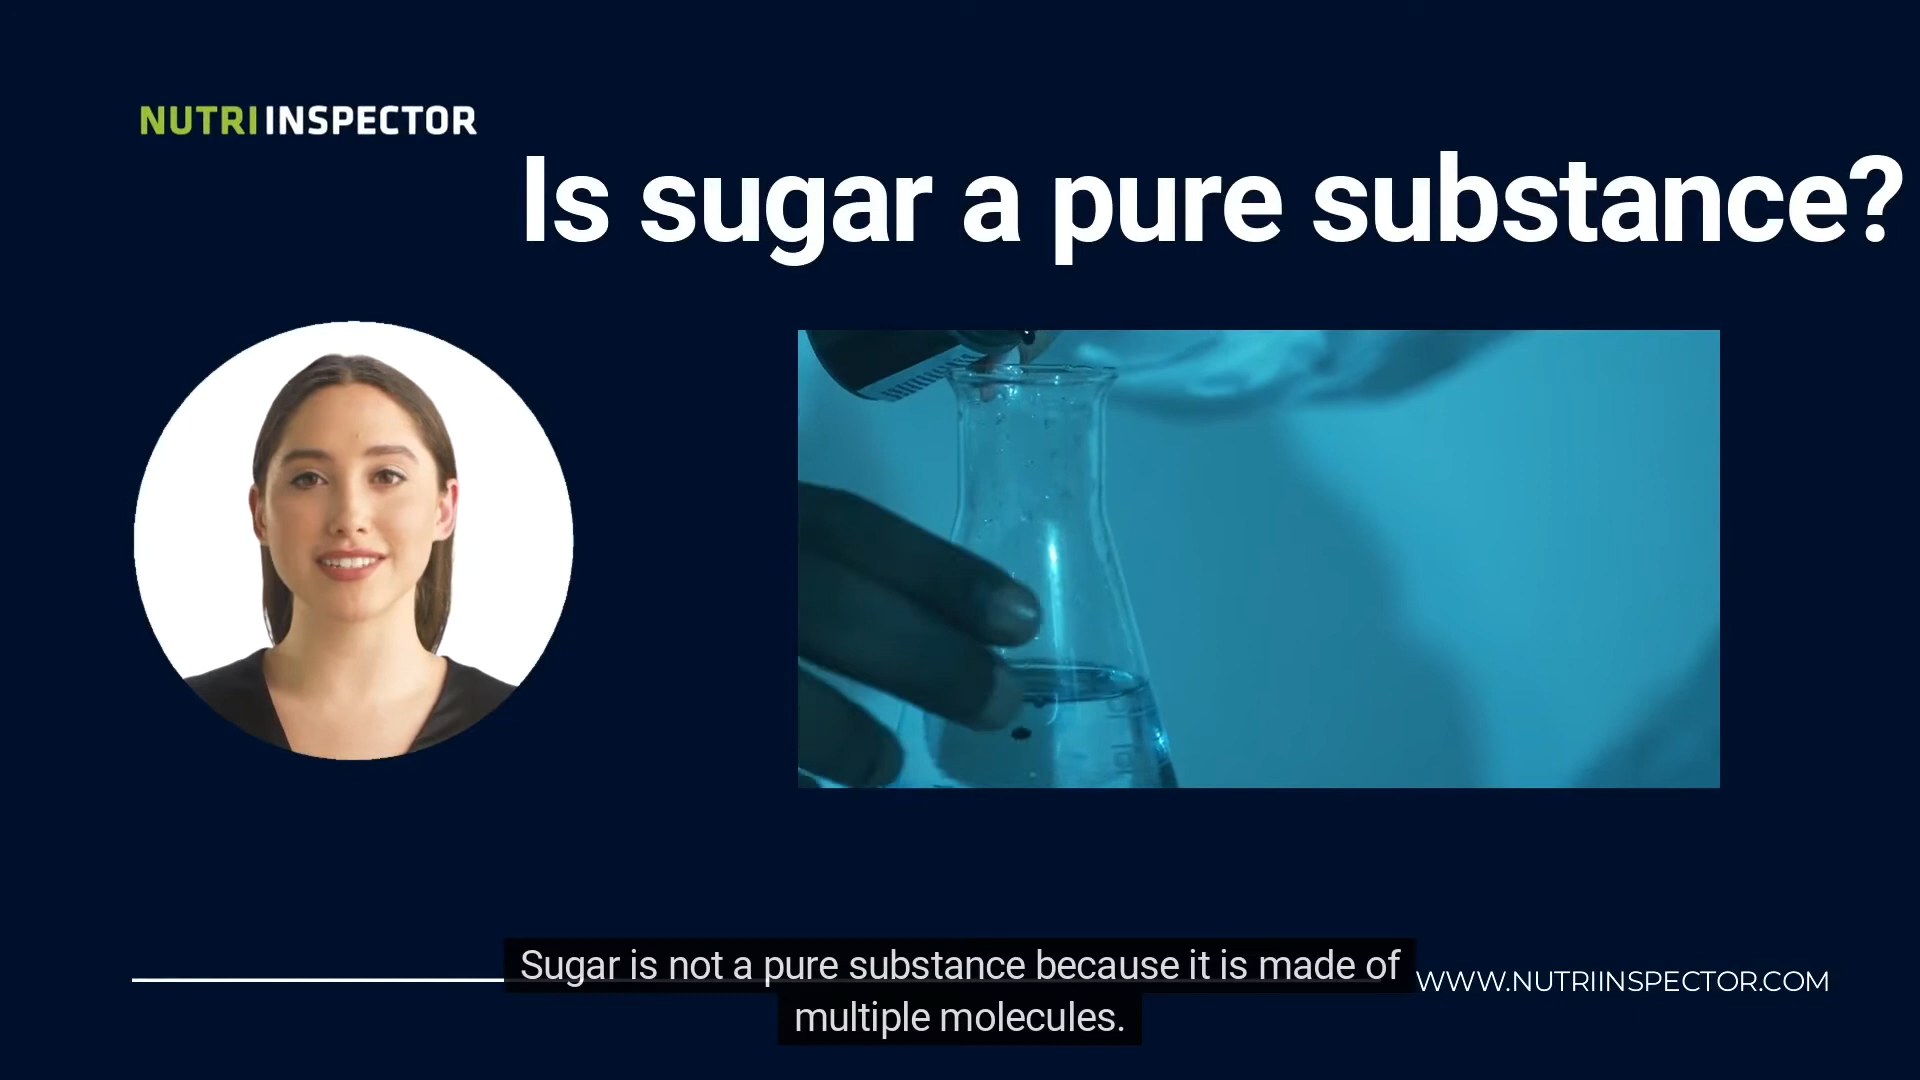 NUTRIINSPECTOR
Is sugar a pure substance?
Sugar is not a pure substance because it is made of
multiple molecules.
WWW.NUTRIINSPECTOR.COM